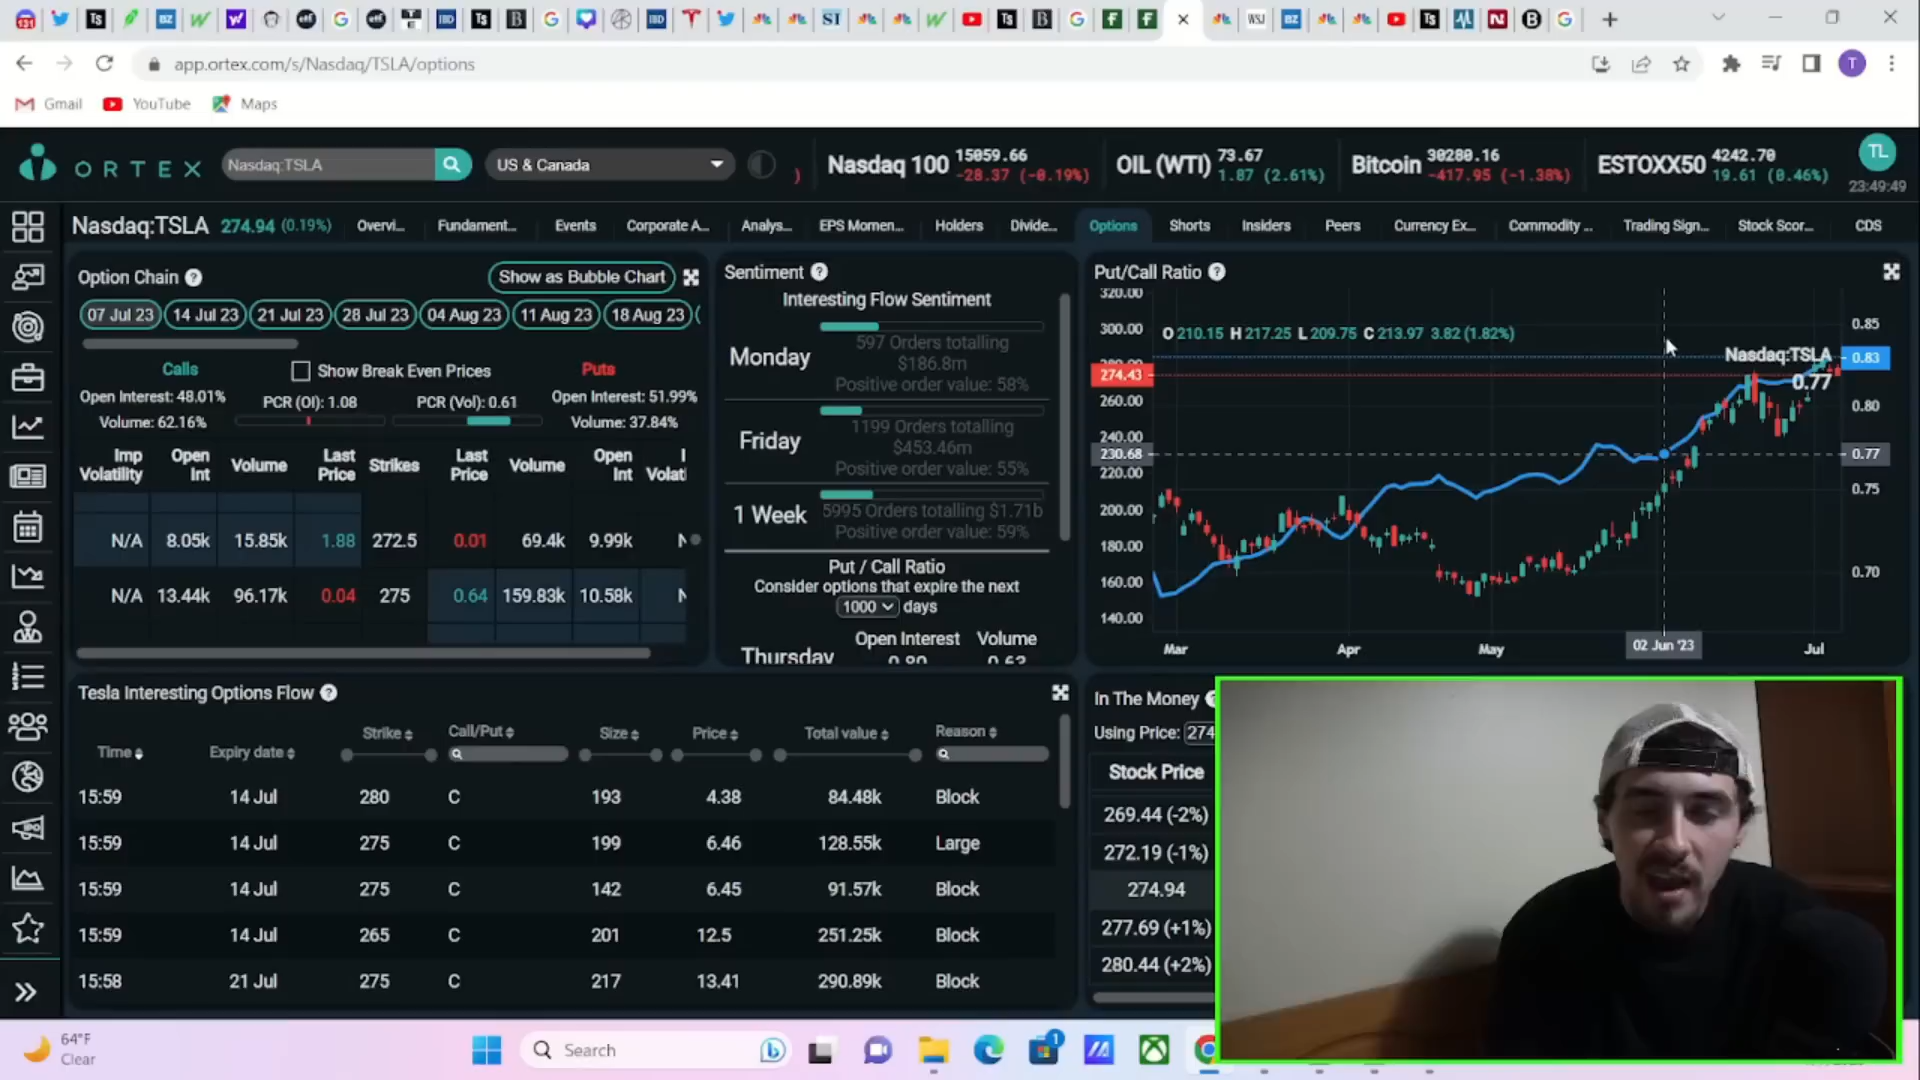 app.ortex.com/s/Nasdaq/TSLA/options
Gmail YouTube Maps
ORTEX Nasdaq:TSLA US & Canada
Nasdaq 100 15059.66 -28.37 (-0.19%)
OIL (WTI) 73.67 1.87 (2.61%)
Bitcoin 30280.16 -417.95 (-1.38%)
ESTOXX50 4242.70 19.61 (0.46%)
TL 23:49:49
Nasdaq:TSLA 274.94 (0.19%) Overvi... Fundament... Events Corporate A... Analys... EPS Momen... Holders Divide... Options Shorts Insiders Peers Currency Ex... Commodity ... Trading Sign... Stock Scor... CDS
Option Chain ? Show as Bubble Chart
07 Jul 23 14 Jul 23 21 Jul 23 28 Jul 23 04 Aug 23 11 Aug 23 18 Aug 23
Calls Show Break Even Prices Puts
Open Interest: 48.01% PCR (OI): 1.08 PCR (Vol): 0.61 Open Interest: 51.99%
Volume: 62.16% Volume: 37.84%
Imp Volatility Open Int Volume Last Price Strikes Last Price Volume Open Int
N/A 8.05k 15.85k 1.88 272.5 0.01 69.4k 9.99k
N/A 13.44k 96.17k 0.04 275 0.64 159.83k 10.58k
Sentiment ?
Interesting Flow Sentiment
Monday 597 Orders totalling $186.8m Positive order value: 58%
Friday 1199 Orders totalling $453.46m Positive order value: 55%
1 Week 5995 Orders totalling $1.71b Positive order value: 59%
Put / Call Ratio
Consider options that expire the next
1000 days
Open Interest Volume
Thursday 0.80 0.63
Put/Call Ratio ?
O 210.15 H 217.25 L 209.75 C 213.97 3.82 (1.82%)
Nasdaq:TSLA
0.77
320.00
300.00
280.00
274.43
260.00
240.00
230.68
220.00
200.00
180.00
160.00
140.00
0.85
0.83
0.80
0.77
0.75
0.70
Mar Apr May 02 Jun '23 Jul
Tesla Interesting Options Flow ?
Time Expiry date Strike Call/Put Size Price Total value Reason
15:59 14 Jul 280 C 193 4.38 84.48k Block
15:59 14 Jul 275 C 199 6.46 128.55k Large
15:59 14 Jul 275 C 142 6.45 91.57k Block
15:59 14 Jul 265 C 201 12.5 251.25k Block
15:58 21 Jul 275 C 217 13.41 290.89k Block
In The Money
Using Price: 274
Stock Price
269.44 (-2%)
272.19 (-1%)
274.94
277.69 (+1%)
280.44 (+2%)
64°F
Clear
Search